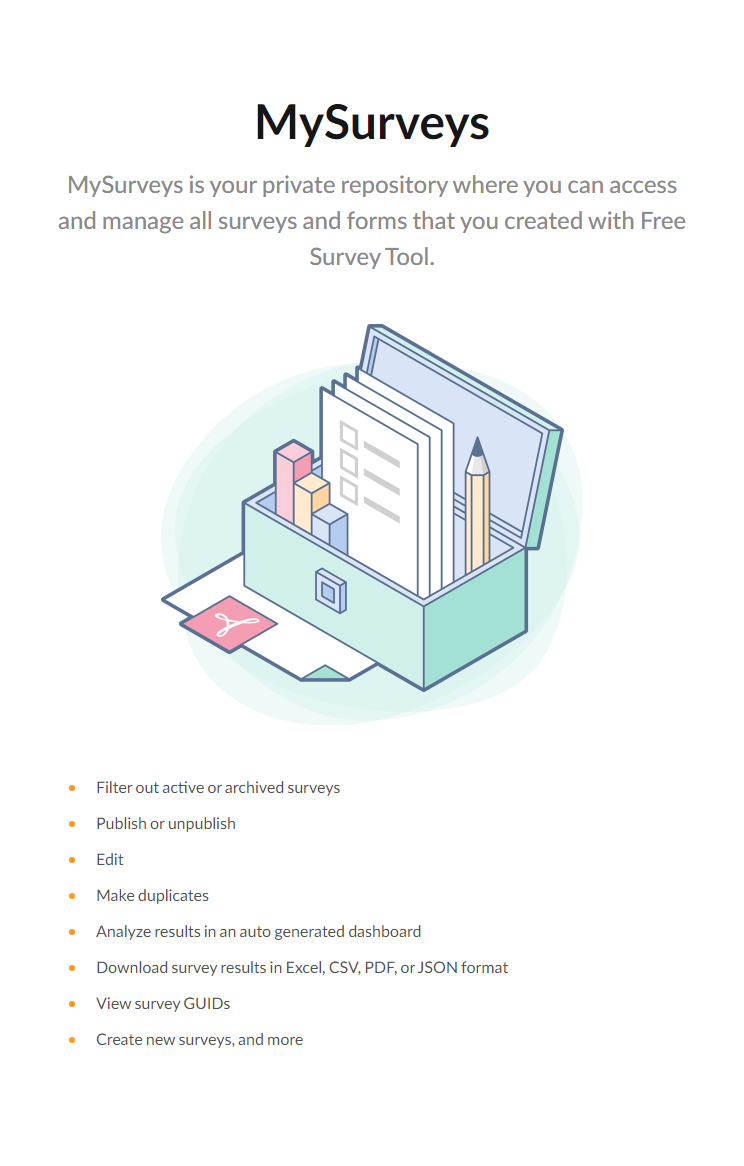 MySurveys
MySurveys is your private repository where you can access
and manage all surveys and forms that you created with Free
Survey Tool.
Filter out active or archived surveys
Publish or unpublish
Edit
Make duplicates
Analyze results in an auto generated dashboard
Download survey results in Excel, CSV, PDF, or JSON format
View survey GUIDs
Create new surveys, and more